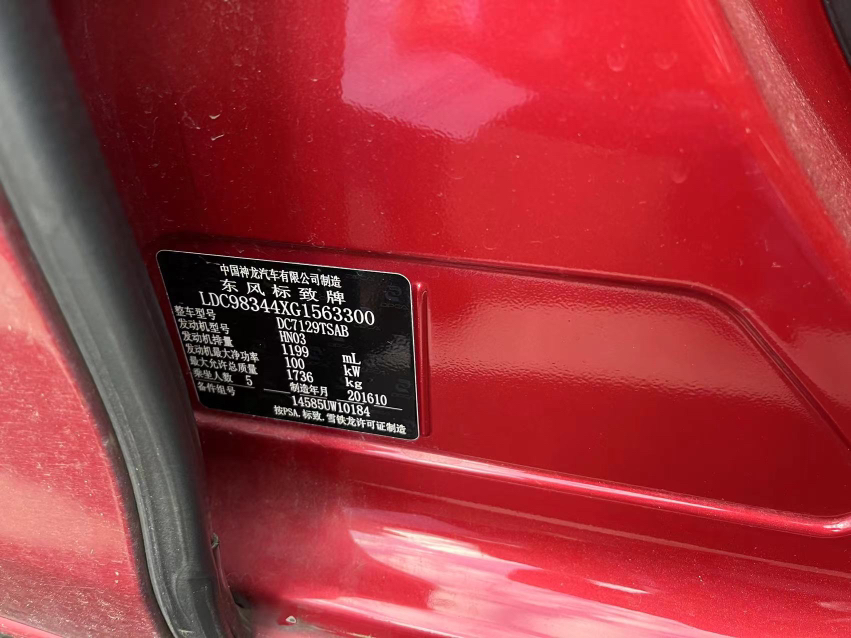 中国神龙汽车有限公司制造
东风标致牌
LDC98344XG1563300
整车型号 DC7129TSAB
发动机型号 HN03
发动机排量 1199 mL
发动机最大净功率 100 kW
最大允许总质量 1736 kg
乘坐人数 5 制造年月 201610
备件组号 14585UW10184
按PSA.标致.雪铁龙许可证制造